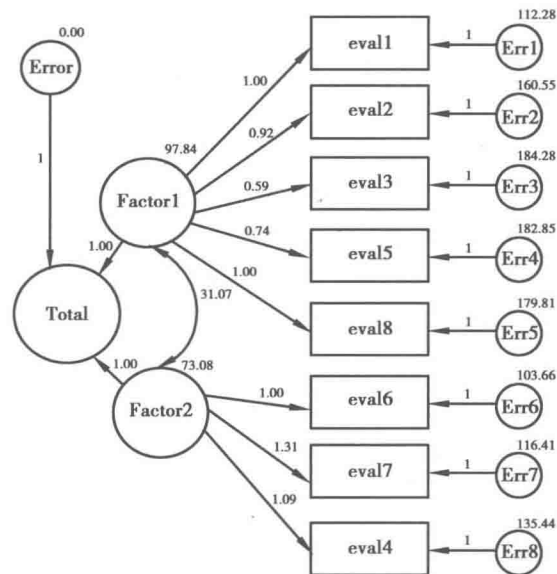 0.00
Error
1
97.84
Factor1
1.00
Total
1.00
31.07
73.08
Factor2
1.00
0.92
0.59
0.74
1.00
1.00
1.31
1.09
eval1
1
112.28
Err1
eval2
1
160.55
Err2
eval3
1
184.28
Err3
eval5
1
182.85
Err4
eval8
1
179.81
Err5
eval6
1
103.66
Err6
eval7
1
116.41
Err7
eval4
1
135.44
Err8